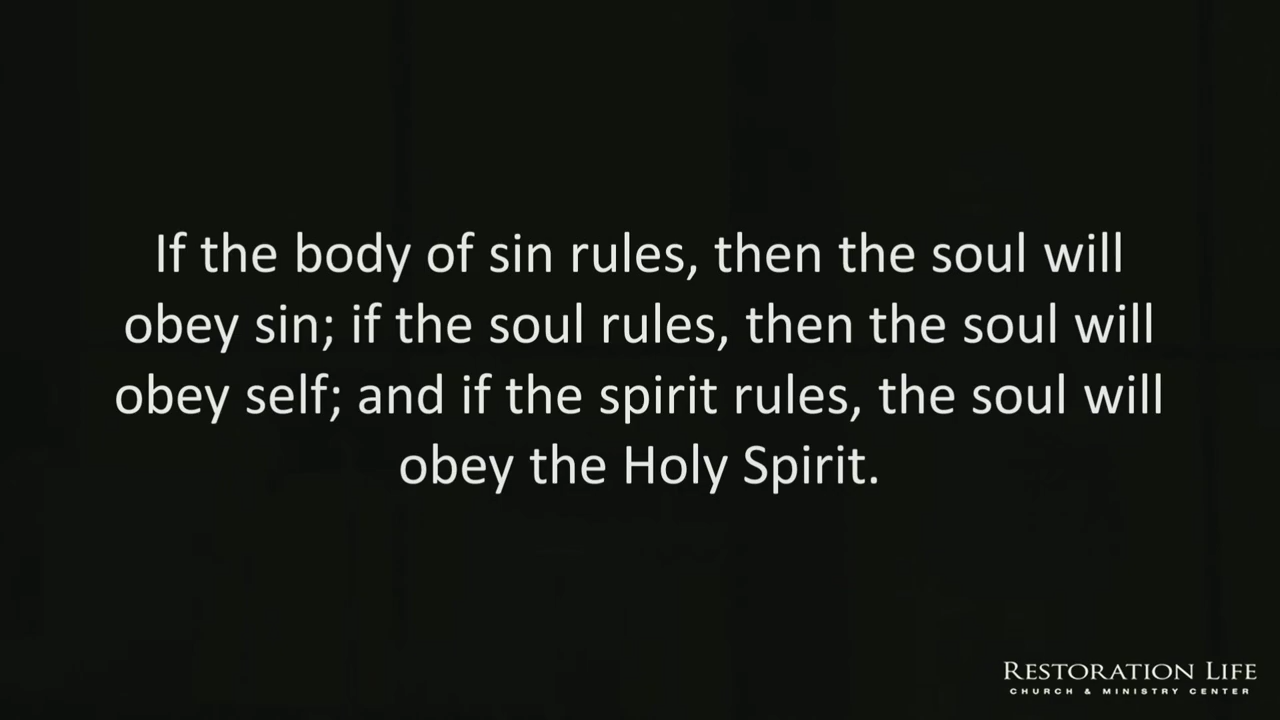 If the body of sin rules, then the soul will
obey sin; if the soul rules, then the soul will
obey self; and if the spirit rules, the soul will
obey the Holy Spirit.
RESTORATION LIFE
CHURCH & MINISTRY CENTER